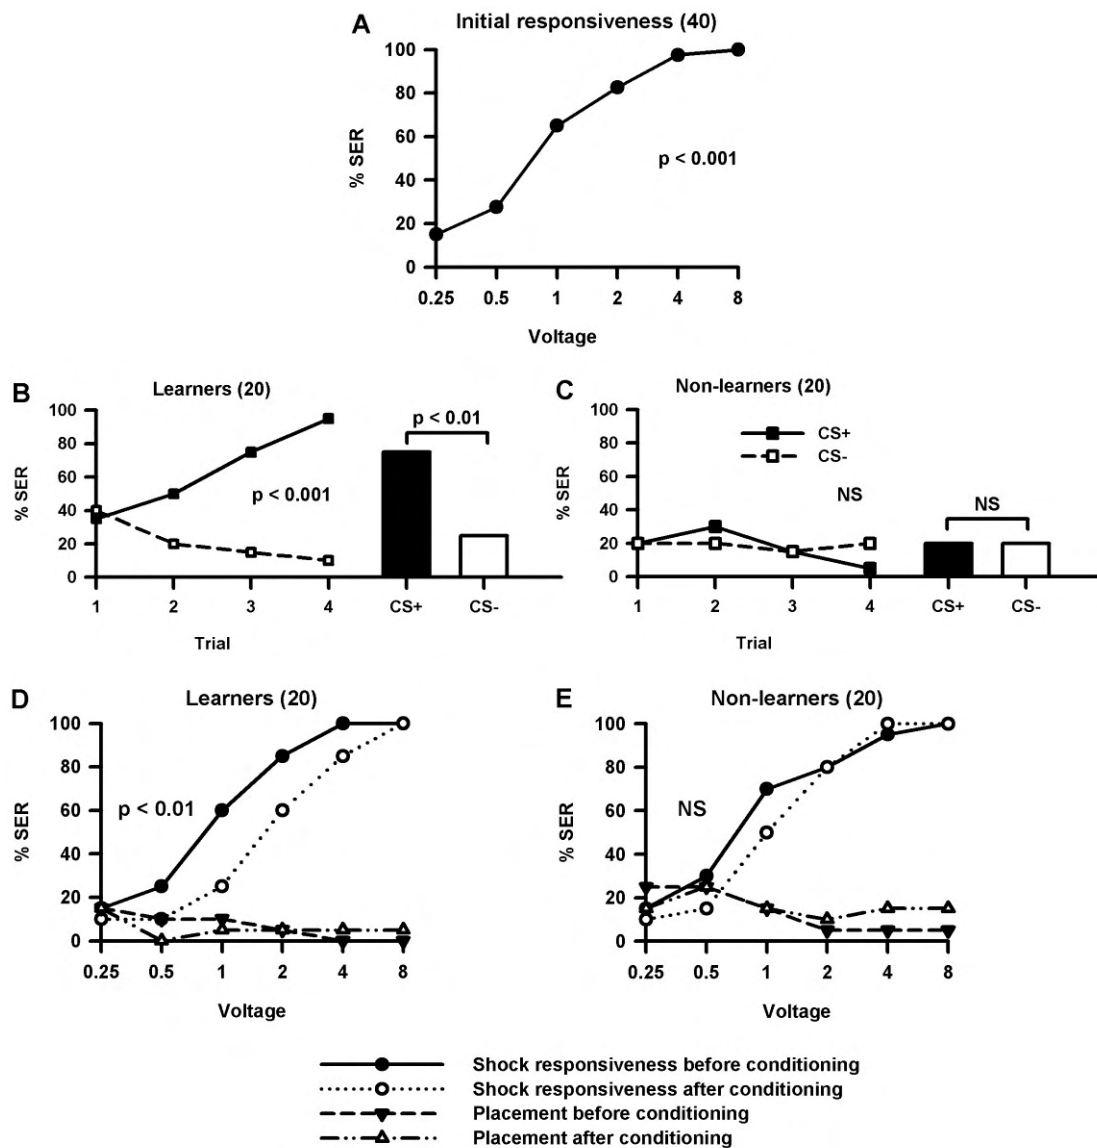 A Initial responsiveness (40)
100
80
60
40
20
0
% SER
p < 0.001
0.25 0.5 1 2 4 8
Voltage
B Learners (20)
100
80
60
40
20
0
% SER
p < 0.001
p < 0.01
1 2 3 4 CS+ CS-
Trial
C Non-learners (20)
100
80
60
40
20
0
% SER
CS+
CS-
NS
NS
1 2 3 4 CS+ CS-
Trial
D Learners (20)
100
80
60
40
20
0
% SER
p < 0.01
0.25 0.5 1 2 4 8
Voltage
E Non-learners (20)
100
80
60
40
20
0
% SER
NS
0.25 0.5 1 2 4 8
Voltage
Shock responsiveness before conditioning
Shock responsiveness after conditioning
Placement before conditioning
Placement after conditioning